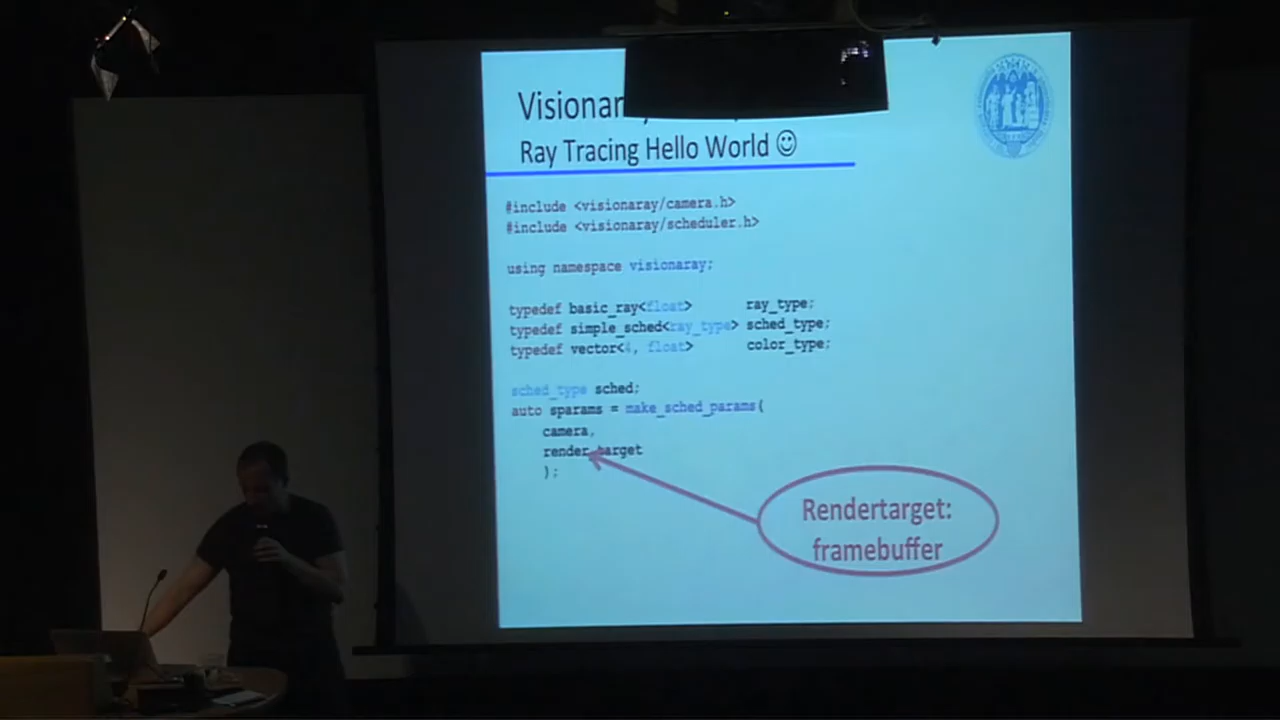 Visionar
Ray Tracing Hello World ☺
#include <visionaray/camera.h>
#include <visionaray/scheduler.h>
using namespace visionaray;
typedef basic_ray<float> ray_type;
typedef simple_sched<ray_type> sched_type;
typedef vector<4, float> color_type;
sched_type sched;
auto sparams = make_sched_params(
camera,
render_target
);
Rendertarget:
framebuffer